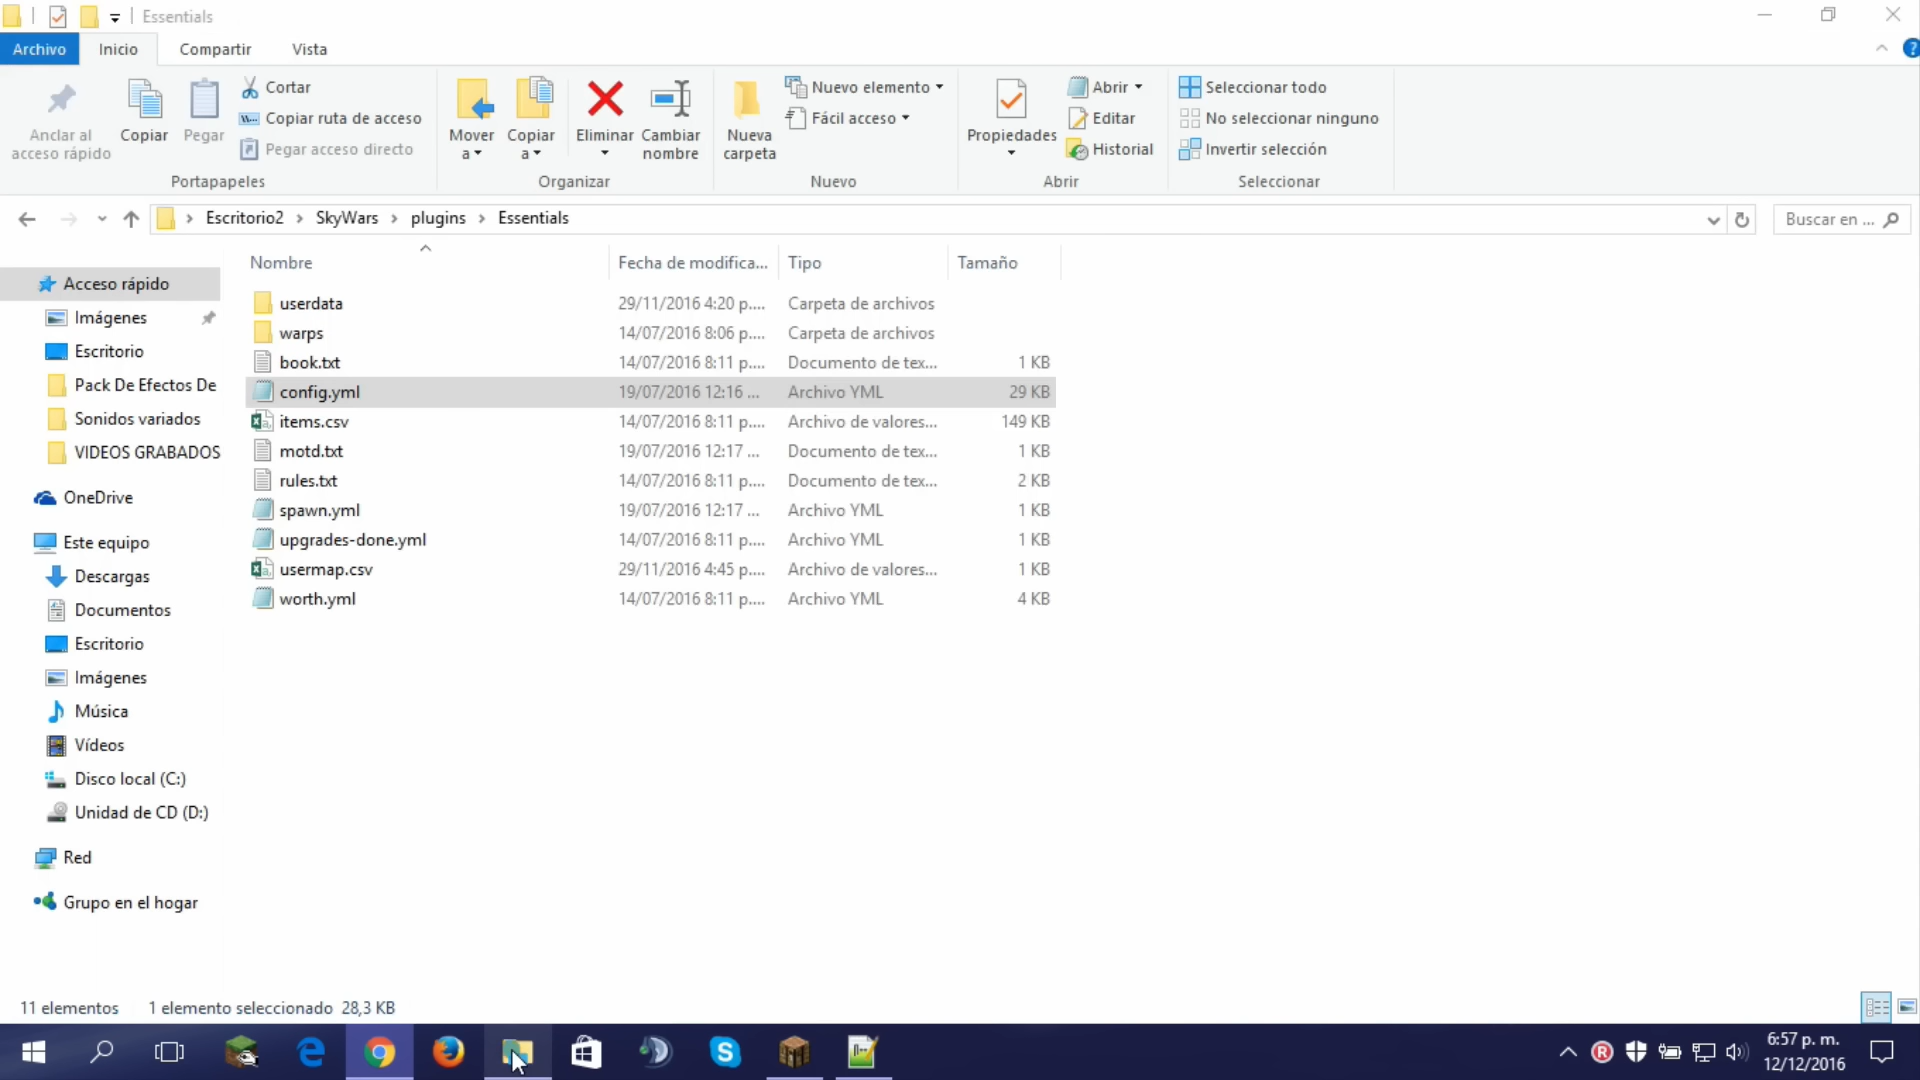 Essentials
Archivo Inicio Compartir Vista
Anclar al acceso rápido
Copiar
Pegar
Cortar
Copiar ruta de acceso
Pegar acceso directo
Portapapeles
Mover a
Copiar a
Eliminar
Cambiar nombre
Organizar
Nueva carpeta
Nuevo elemento
Fácil acceso
Nuevo
Propiedades
Abrir
Editar
Historial
Abrir
Seleccionar todo
No seleccionar ninguno
Invertir selección
Seleccionar
Escritorio2 SkyWars plugins Essentials
Buscar en ...
Acceso rápido
Imágenes
Escritorio
Pack De Efectos De
Sonidos variados
VIDEOS GRABADOS
OneDrive
Este equipo
Descargas
Documentos
Escritorio
Imágenes
Música
Vídeos
Disco local (C:)
Unidad de CD (D:)
Red
Grupo en el hogar
Nombre Fecha de modifica... Tipo Tamaño
userdata 29/11/2016 4:20 p.... Carpeta de archivos
warps 14/07/2016 8:06 p.... Carpeta de archivos
book.txt 14/07/2016 8:11 p.... Documento de tex... 1 KB
config.yml 19/07/2016 12:16 ... Archivo YML 29 KB
items.csv 14/07/2016 8:11 p.... Archivo de valores... 149 KB
motd.txt 19/07/2016 12:17 ... Documento de tex... 1 KB
rules.txt 14/07/2016 8:11 p.... Documento de tex... 2 KB
spawn.yml 19/07/2016 12:17 ... Archivo YML 1 KB
upgrades-done.yml 14/07/2016 8:11 p.... Archivo YML 1 KB
usermap.csv 29/11/2016 4:45 p.... Archivo de valores... 1 KB
worth.yml 14/07/2016 8:11 p.... Archivo YML 4 KB
11 elementos 1 elemento seleccionado 28,3 KB
6:57 p. m.
12/12/2016